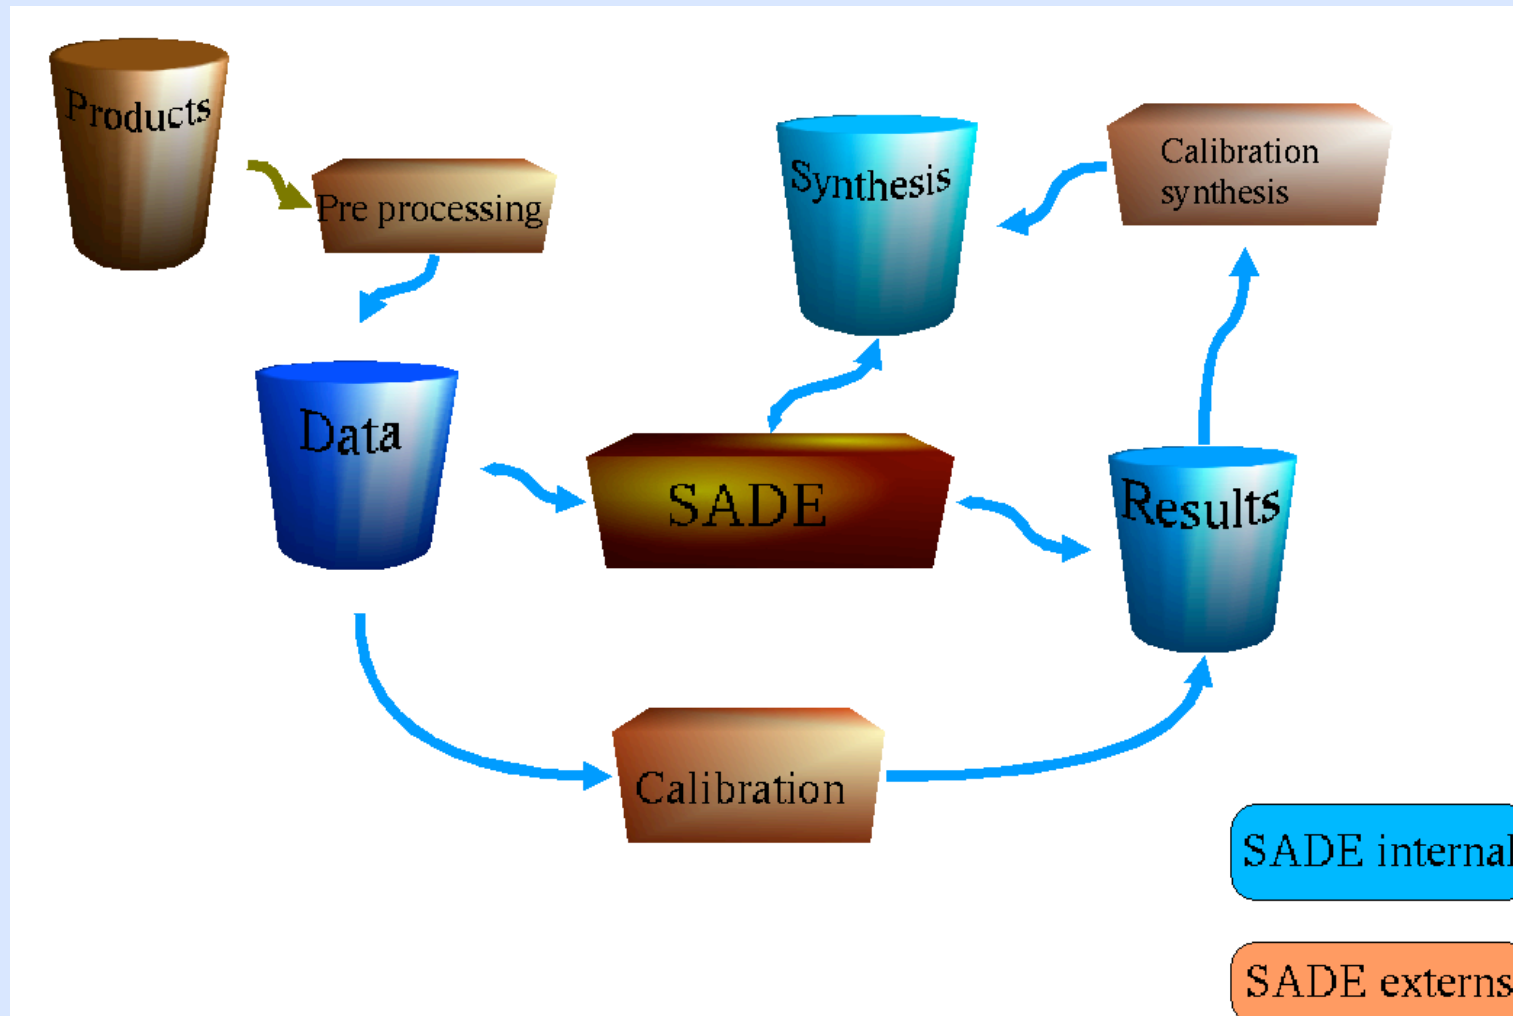 Products
Pre processing
Synthesis
Calibration
synthesis
Data
SADE
Results
Calibration
SADE internal
SADE externs